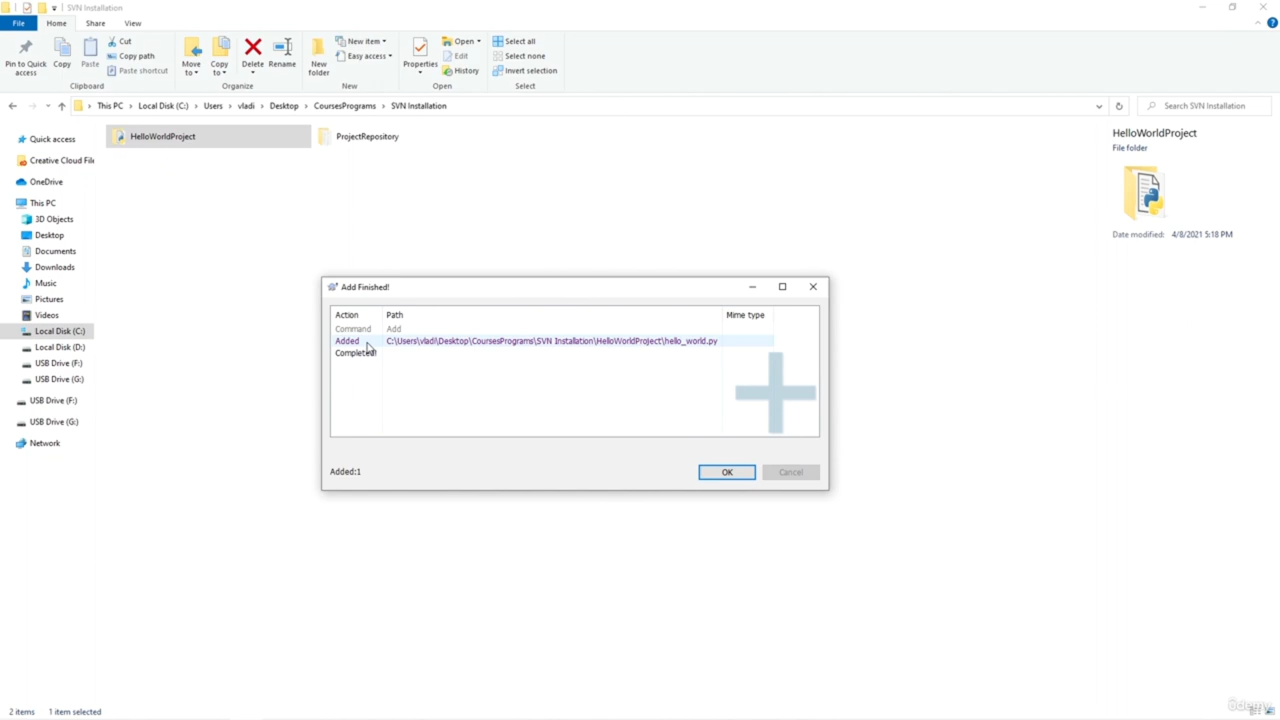 SVN Installation
File Home Share View
Pin to Quick access
Copy
Paste
Cut
Copy path
Paste shortcut
Clipboard
Move to
Copy to
Delete
Rename
Organize
New folder
New item
Easy access
New
Properties
Open
Edit
History
Open
Select all
Select none
Invert selection
Select
This PC > Local Disk (C:) > Users > vladi > Desktop > CoursesPrograms > SVN Installation
Search SVN Installation
Quick access
Creative Cloud File
OneDrive
This PC
3D Objects
Desktop
Documents
Downloads
Music
Pictures
Videos
Local Disk (C:)
Local Disk (D:)
USB Drive (F:)
USB Drive (G:)
USB Drive (F:)
USB Drive (G:)
Network
HelloWorldProject
ProjectRepository
HelloWorldProject
File folder
Date modified: 4/8/2021 5:18 PM
Add Finished!
Action Path Mime type
Command Add
Added C:\Users\vladi\Desktop\CoursesPrograms\SVN Installation\HelloWorldProject\hello_world.py
Completed!
Added:1
OK
Cancel
2 items 1 item selected
ûdemy